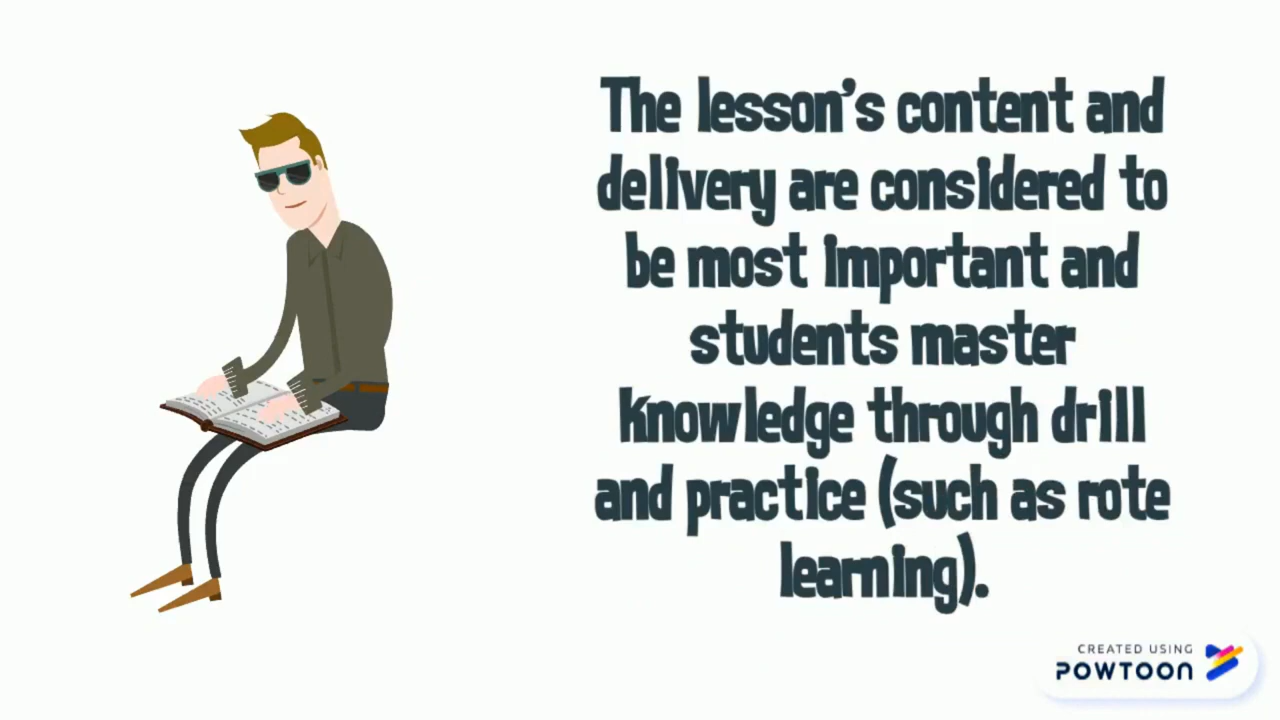 The lesson's content and
delivery are considered to
be most important and
students master
knowledge through drill
and practice (such as rote
learning).
CREATED USING
POWTOON